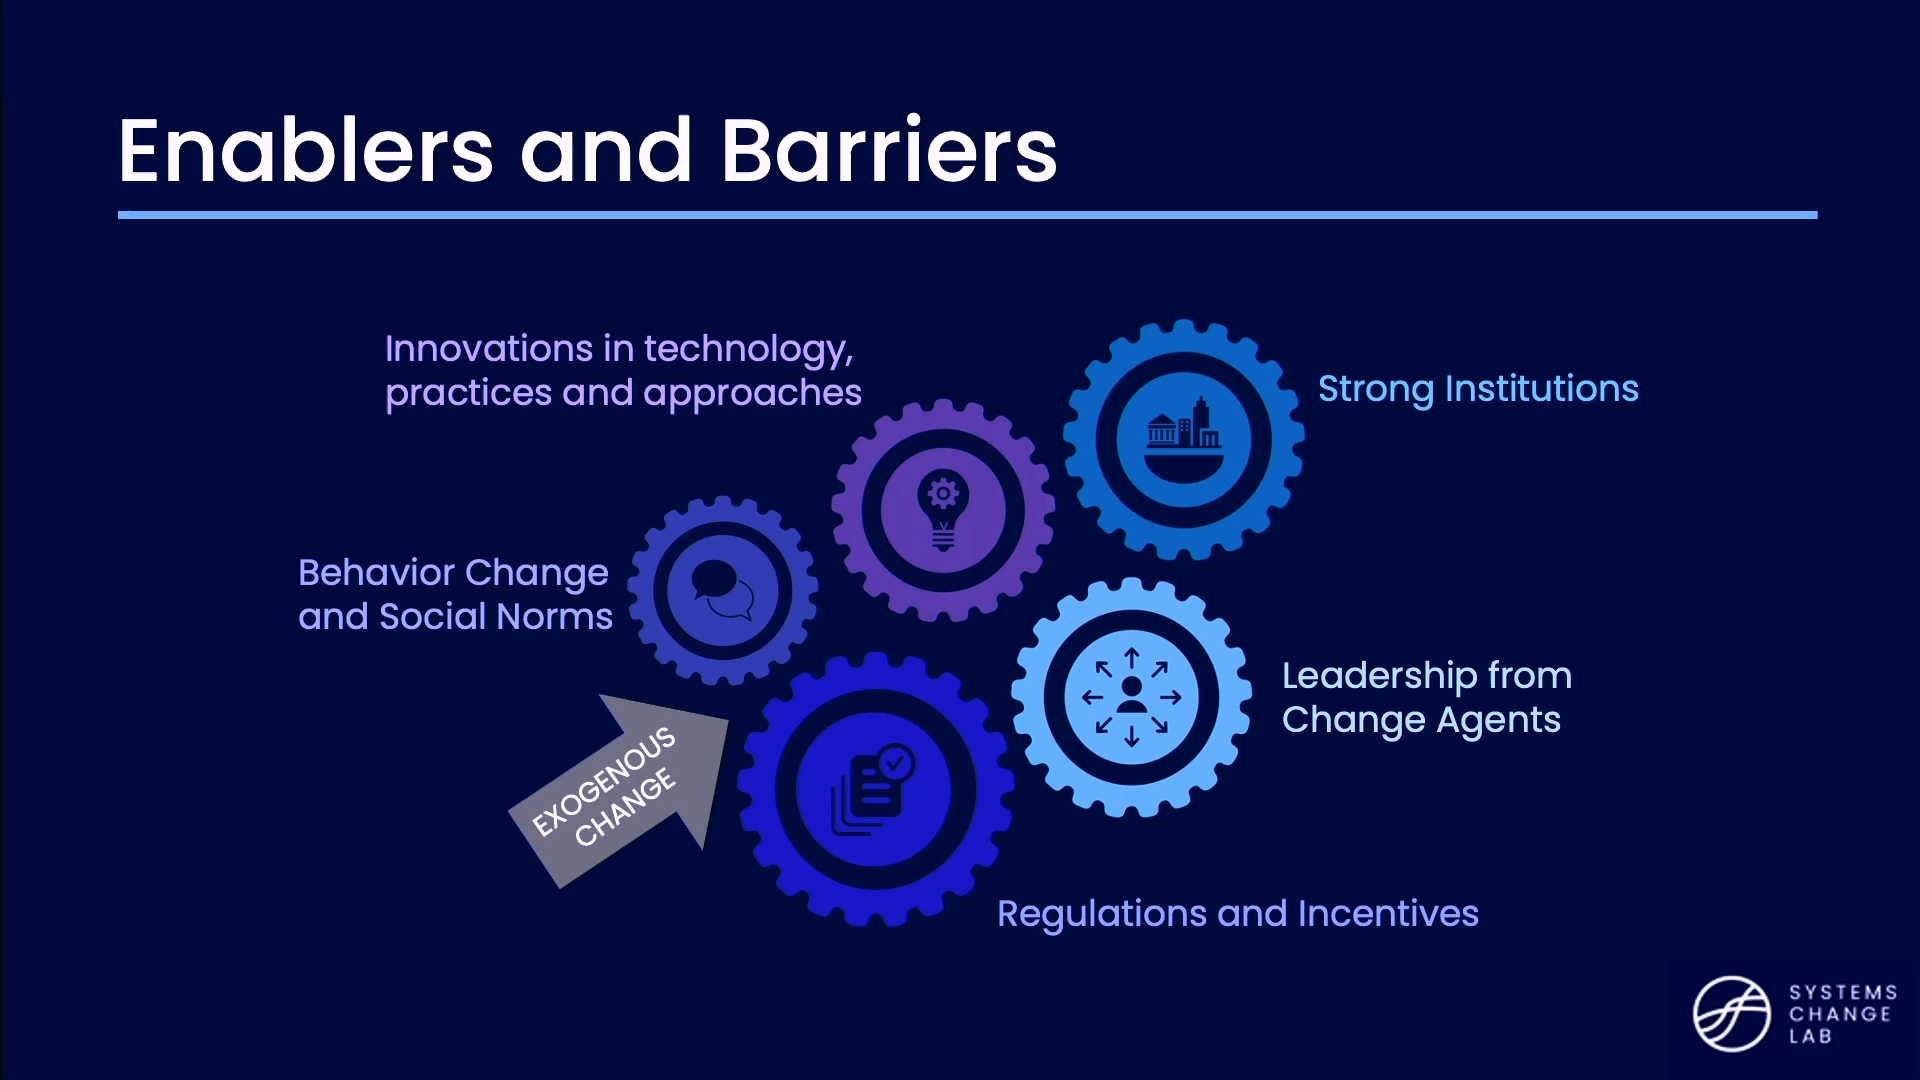 Enablers and Barriers
Innovations in technology,
practices and approaches
Strong Institutions
Behavior Change
and Social Norms
Leadership from
Change Agents
EXOGENOUS
CHANGE
Regulations and Incentives
SYSTEMS
CHANGE
LAB